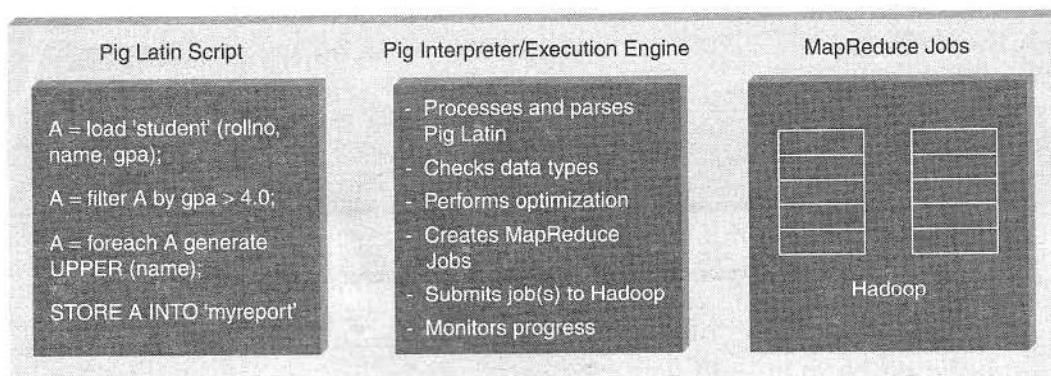 Pig Latin Script
A = load 'student' (rollno,
name, gpa);
A = filter A by gpa > 4.0;
A = foreach A generate
UPPER (name);
STORE A INTO 'myreport'
Pig Interpreter/Execution Engine
- Processes and parses
Pig Latin
- Checks data types
- Performs optimization
- Creates MapReduce
Jobs
- Submits job(s) to Hadoop
- Monitors progress
MapReduce Jobs
Hadoop